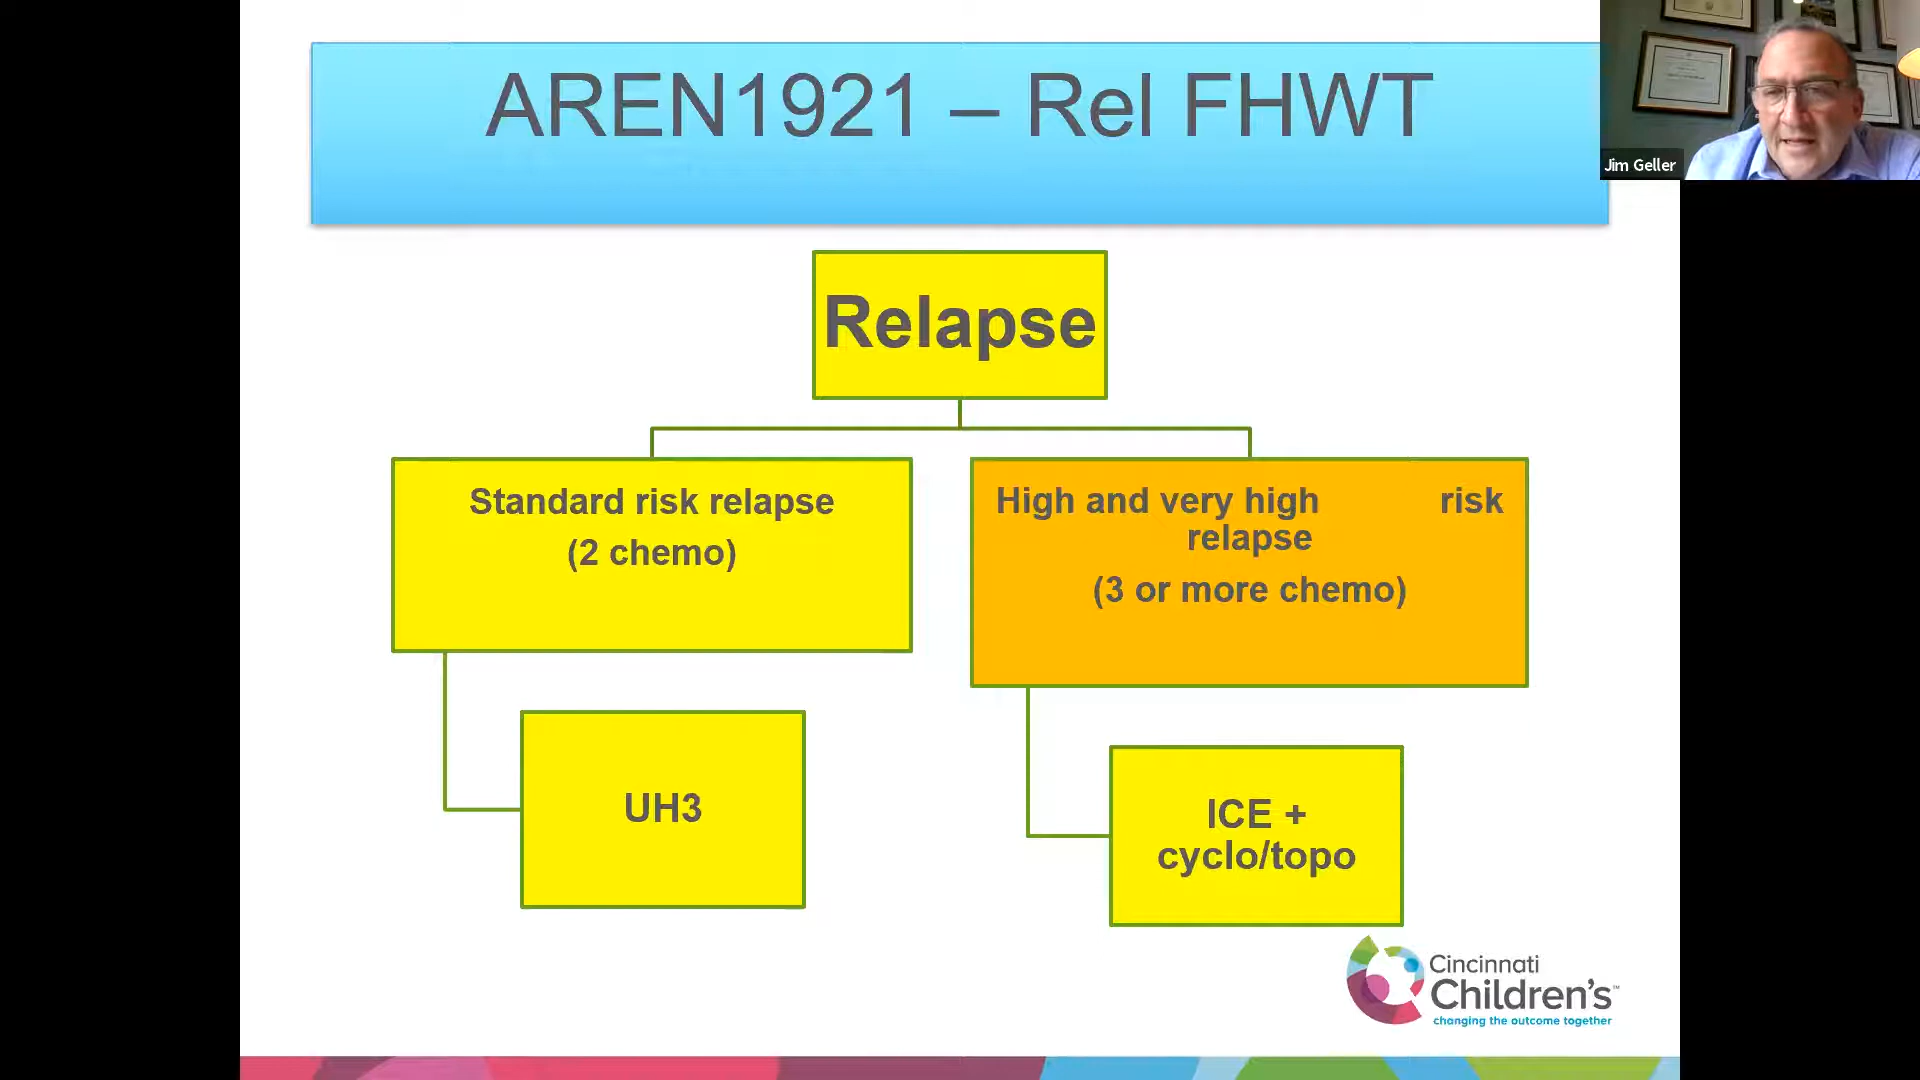 AREN1921 – Rel FHWT
Jim Geller
Relapse
Standard risk relapse
(2 chemo)
High and very high risk
relapse
(3 or more chemo)
UH3
ICE +
cyclo/topo
Cincinnati
Children's™
changing the outcome together